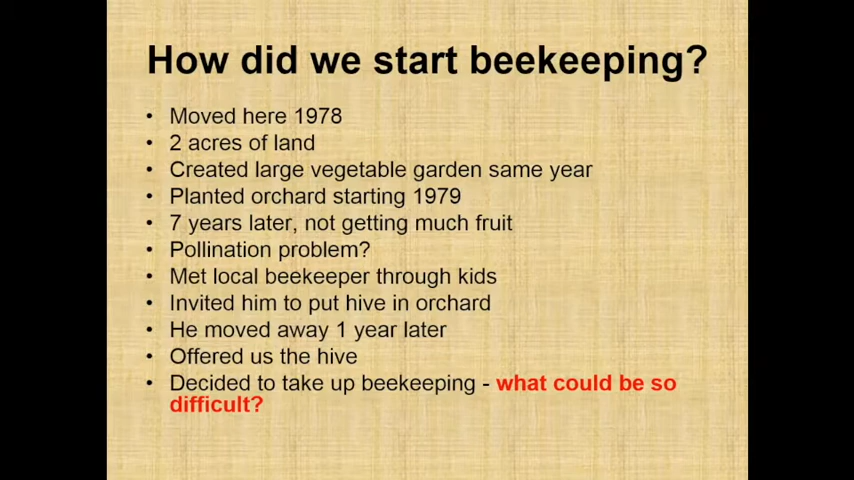 How did we start beekeeping?
• Moved here 1978
• 2 acres of land
• Created large vegetable garden same year
• Planted orchard starting 1979
• 7 years later, not getting much fruit
• Pollination problem?
• Met local beekeeper through kids
• Invited him to put hive in orchard
• He moved away 1 year later
• Offered us the hive
• Decided to take up beekeeping - what could be so
difficult?